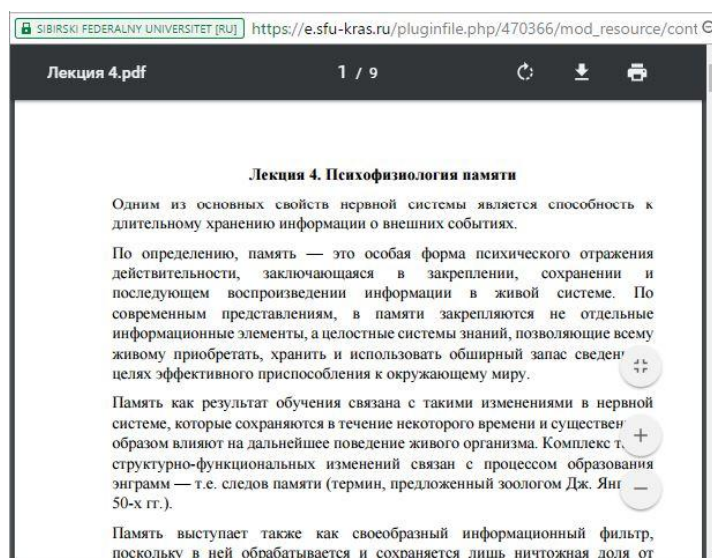 SIBIRSKI FEDERALNY UNIVERSITET [RU] https://e.sfu-kras.ru/pluginfile.php/470366/mod_resource/cont
Лекция 4.pdf 1 / 9
Лекция 4. Психофизиология памяти
Одним из основных свойств нервной системы является способность к
длительному хранению информации о внешних событиях.
По определению, память — это особая форма психического отражения
действительности, заключающаяся в закреплении, сохранении и
последующем воспроизведении информации в живой системе. По
современным представлениям, в памяти закрепляются не отдельные
информационные элементы, а целостные системы знаний, позволяющие всему
живому приобретать, хранить и использовать обширный запас сведен
целях эффективного приспособления к окружающему миру.
Память как результат обучения связана с такими изменениями в нервной
системе, которые сохраняются в течение некоторого времени и существен
образом влияют на дальнейшее поведение живого организма. Комплекс
структурно-функциональных изменений связан с процессом образования
энграмм — т.е. следов памяти (термин, предложенный зоологом Дж.
50-х гг.).
Память выступает также как своеобразный информационный фильтр,
поскольку в ней обрабатывается и сохраняется лишь ничтожная доля от